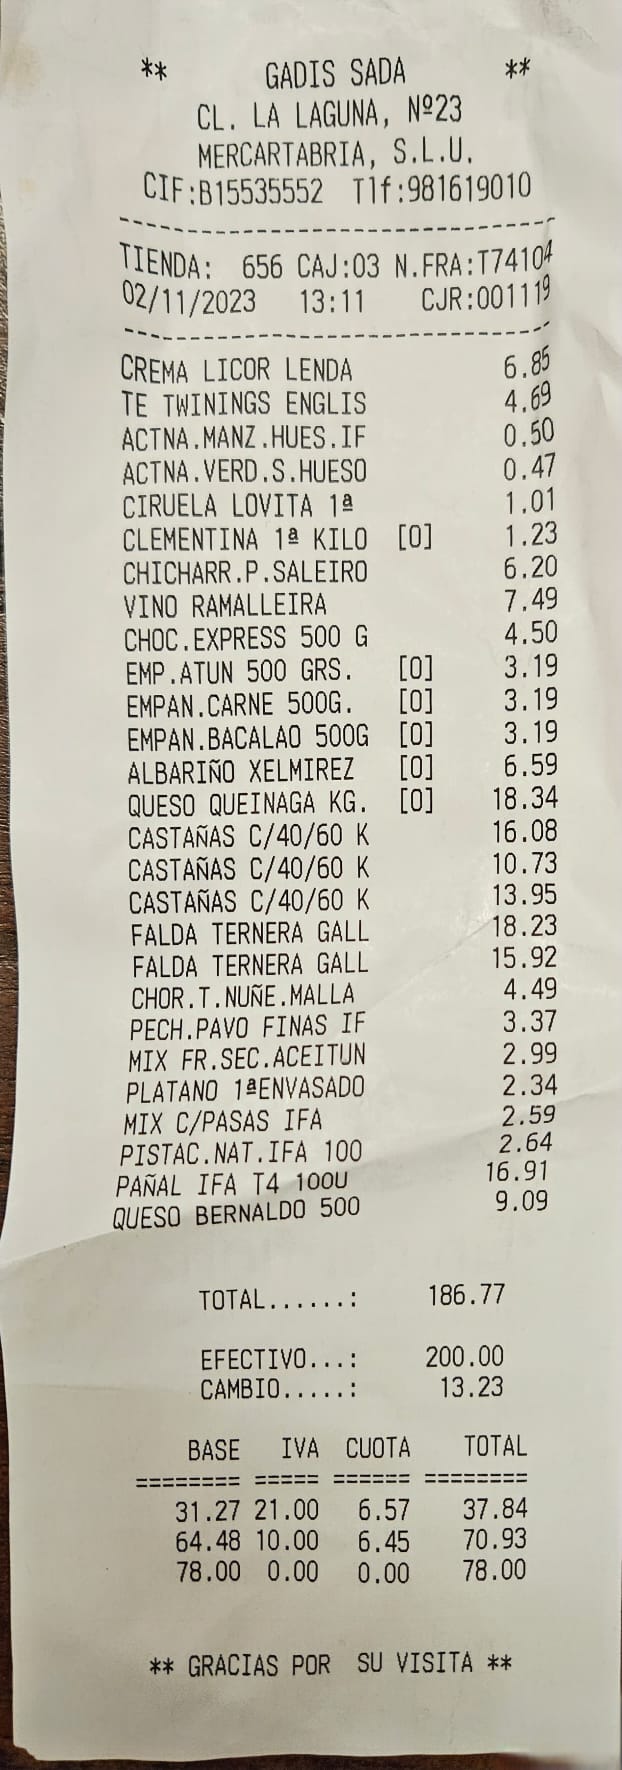 ** GADIS SADA **
CL. LA LAGUNA, Nº23
MERCARTABRIA, S.L.U.
CIF:B15535552 Tlf:981619010
--------------------------------
TIENDA: 656 CAJ:03 N.FRA:T74104
02/11/2023 13:11 CJR:001119
--------------------------------
CREMA LICOR LENDA 6.85
TE TWININGS ENGLIS 4.69
ACTNA.MANZ.HUES.IF 0.50
ACTNA.VERD.S.HUESO 0.47
CIRUELA LOVITA 1ª 1.01
CLEMENTINA 1ª KILO [O] 1.23
CHICHARR.P.SALEIRO 6.20
VINO RAMALLEIRA 7.49
CHOC.EXPRESS 500 G 4.50
EMP.ATUN 500 GRS. [O] 3.19
EMPAN.CARNE 500G. [O] 3.19
EMPAN.BACALAO 500G [O] 3.19
ALBARIÑO XELMIREZ [O] 6.59
QUESO QUEINAGA KG. [O] 18.34
CASTAÑAS C/40/60 K 16.08
CASTAÑAS C/40/60 K 10.73
CASTAÑAS C/40/60 K 13.95
FALDA TERNERA GALL 18.23
FALDA TERNERA GALL 15.92
CHOR.T.NUÑE.MALLA 4.49
PECH.PAVO FINAS IF 3.37
MIX FR.SEC.ACEITUN 2.99
PLATANO 1ªENVASADO 2.34
MIX C/PASAS IFA 2.59
PISTAC.NAT.IFA 100 2.64
PAÑAL IFA T4 100U 16.91
QUESO BERNALDO 500 9.09
TOTAL......: 186.77
EFECTIVO...: 200.00
CAMBIO.....: 13.23
BASE IVA CUOTA TOTAL
======== ===== ====== ========
31.27 21.00 6.57 37.84
64.48 10.00 6.45 70.93
78.00 0.00 0.00 78.00
** GRACIAS POR SU VISITA **